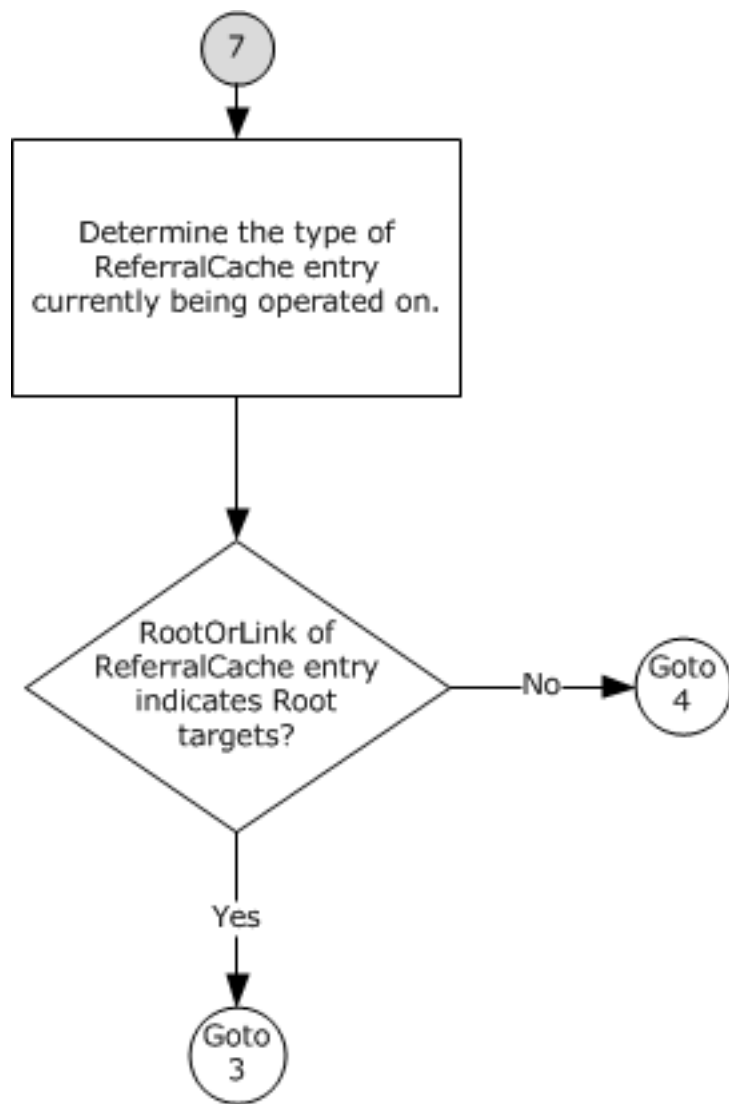 7
Determine the type of
ReferralCache entry
currently being operated on.
RootOrLink of
ReferralCache entry
indicates Root
targets?
No
Goto
4
Yes
Goto
3